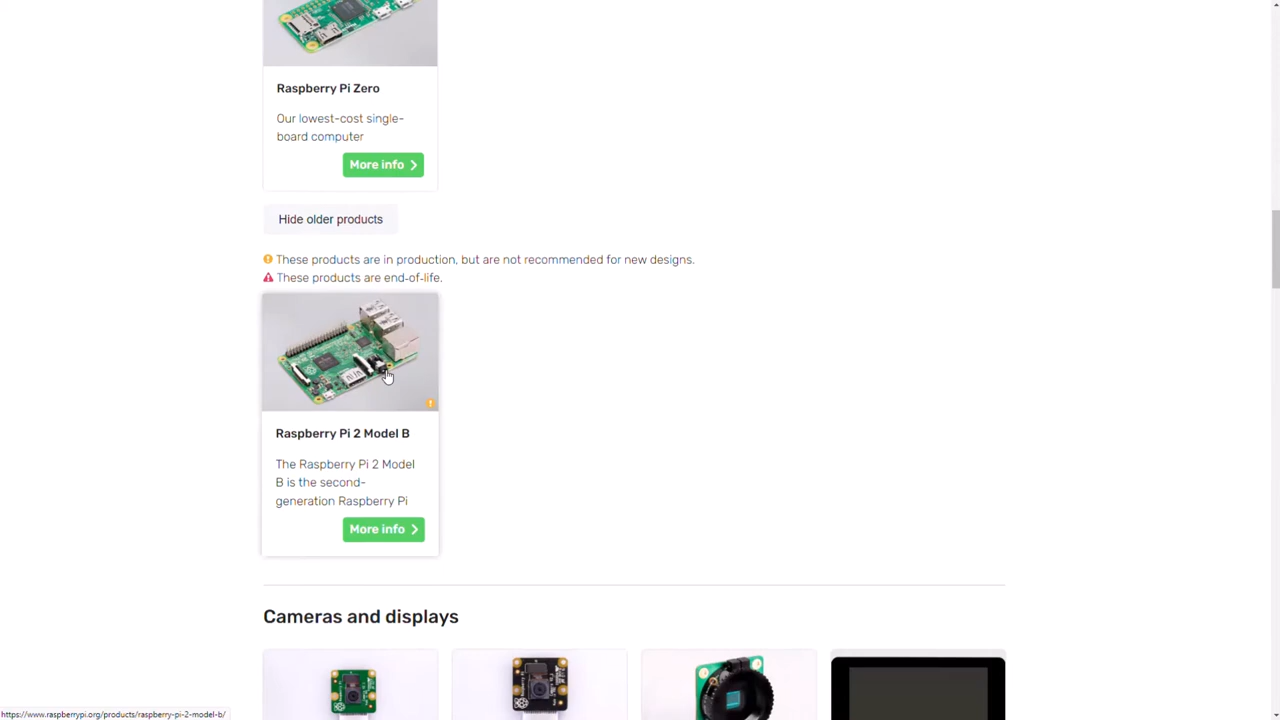 Raspberry Pi Zero
Our lowest-cost single-
board computer
More info
Hide older products
These products are in production, but are not recommended for new designs.
These products are end-of-life.
Raspberry Pi 2 Model B
The Raspberry Pi 2 Model
B is the second-
generation Raspberry Pi
More info
Cameras and displays
https://www.raspberrypi.org/products/raspberry-pi-2-model-b/